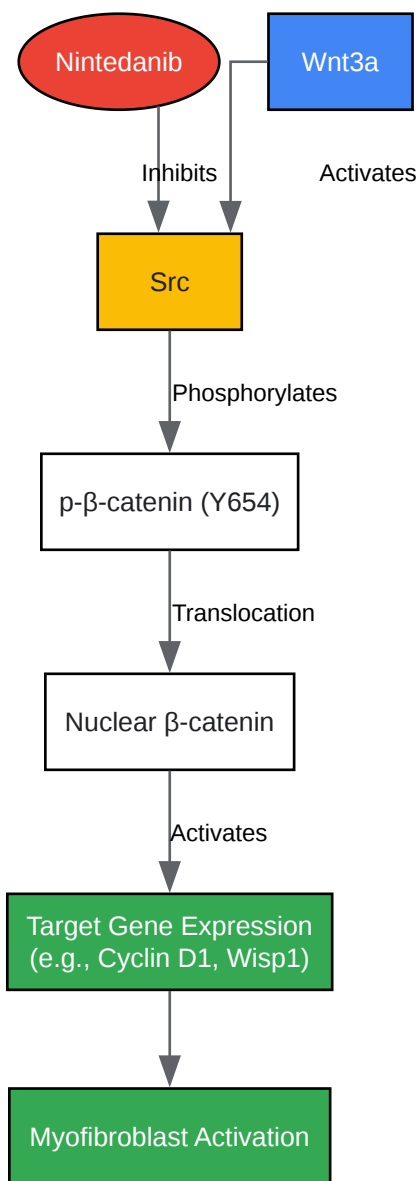 Nintedanib
Wnt3a
Inhibits
Activates
Src
Phosphorylates
p-β-catenin (Y654)
Translocation
Nuclear β-catenin
Activates
Target Gene Expression
(e.g., Cyclin D1, Wisp1)
Myofibroblast Activation